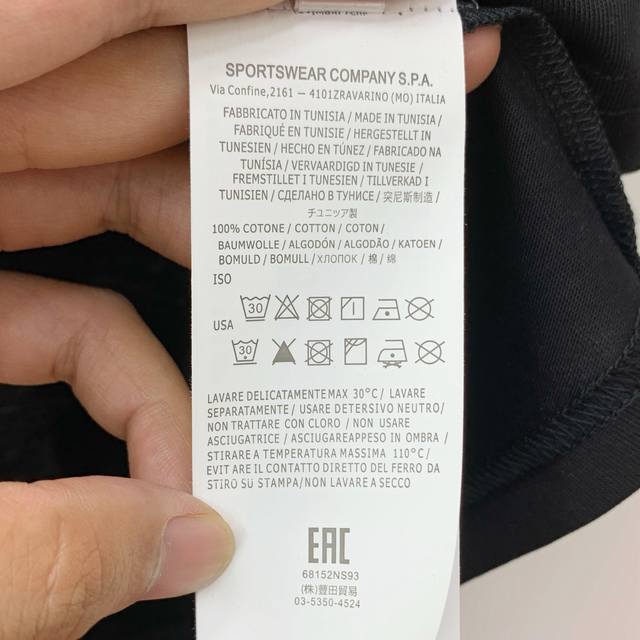 SPORTSWEAR COMPANY S.P.A.
Via Confine,2161 — 4101ZRAVARINO (MO) ITALIA
FABBRICATO IN TUNISIA / MADE IN TUNISIA /
FABRIQUÉ EN TUNISIE / HERGESTELLT IN
TUNESIEN / HECHO EN TÚNEZ / FABRICADO NA
TUNÍSIA / VERVAARDIGD IN TUNESIE /
FREMSTILLET I TUNESIEN / TILLVERKAD I
TUNISIEN / СДЕЛАНО В ТУНИСЕ / 突尼斯制造 /
チュニツア製
100% COTONE / COTTON / COTON /
BAUMWOLLE / ALGODÓN / ALGODÃO / KATOEN /
BOMULD / BOMULL / ХЛОПОК / 棉 / 綿
ISO
30
USA
30
LAVARE DELICATAMENTE MAX 30°C / LAVARE
SEPARATAMENTE / USARE DETERSIVO NEUTRO/
NON TRATTARE CON CLORO / NON USARE
ASCIUGATRICE / ASCIUGAREAPPESO IN OMBRA /
STIRARE A TEMPERATURA MASSIMA 110°C /
EVIT ARE IL CONTATTO DIRETTO DEL FERRO DA
STIRO SU STAMPA/NON LAVARE A SECCO
EAC
68152NS93
(株)豊田貿易
03-5350-4524